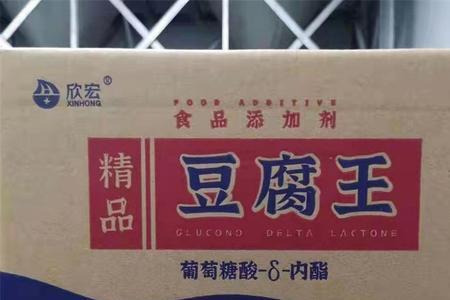 欣宏®
XINHONG
FOOD ADDITIVE
食品添加剂
精品
豆腐王
GLUCONO DELTA LACTONE
葡萄糖酸-δ-内酯